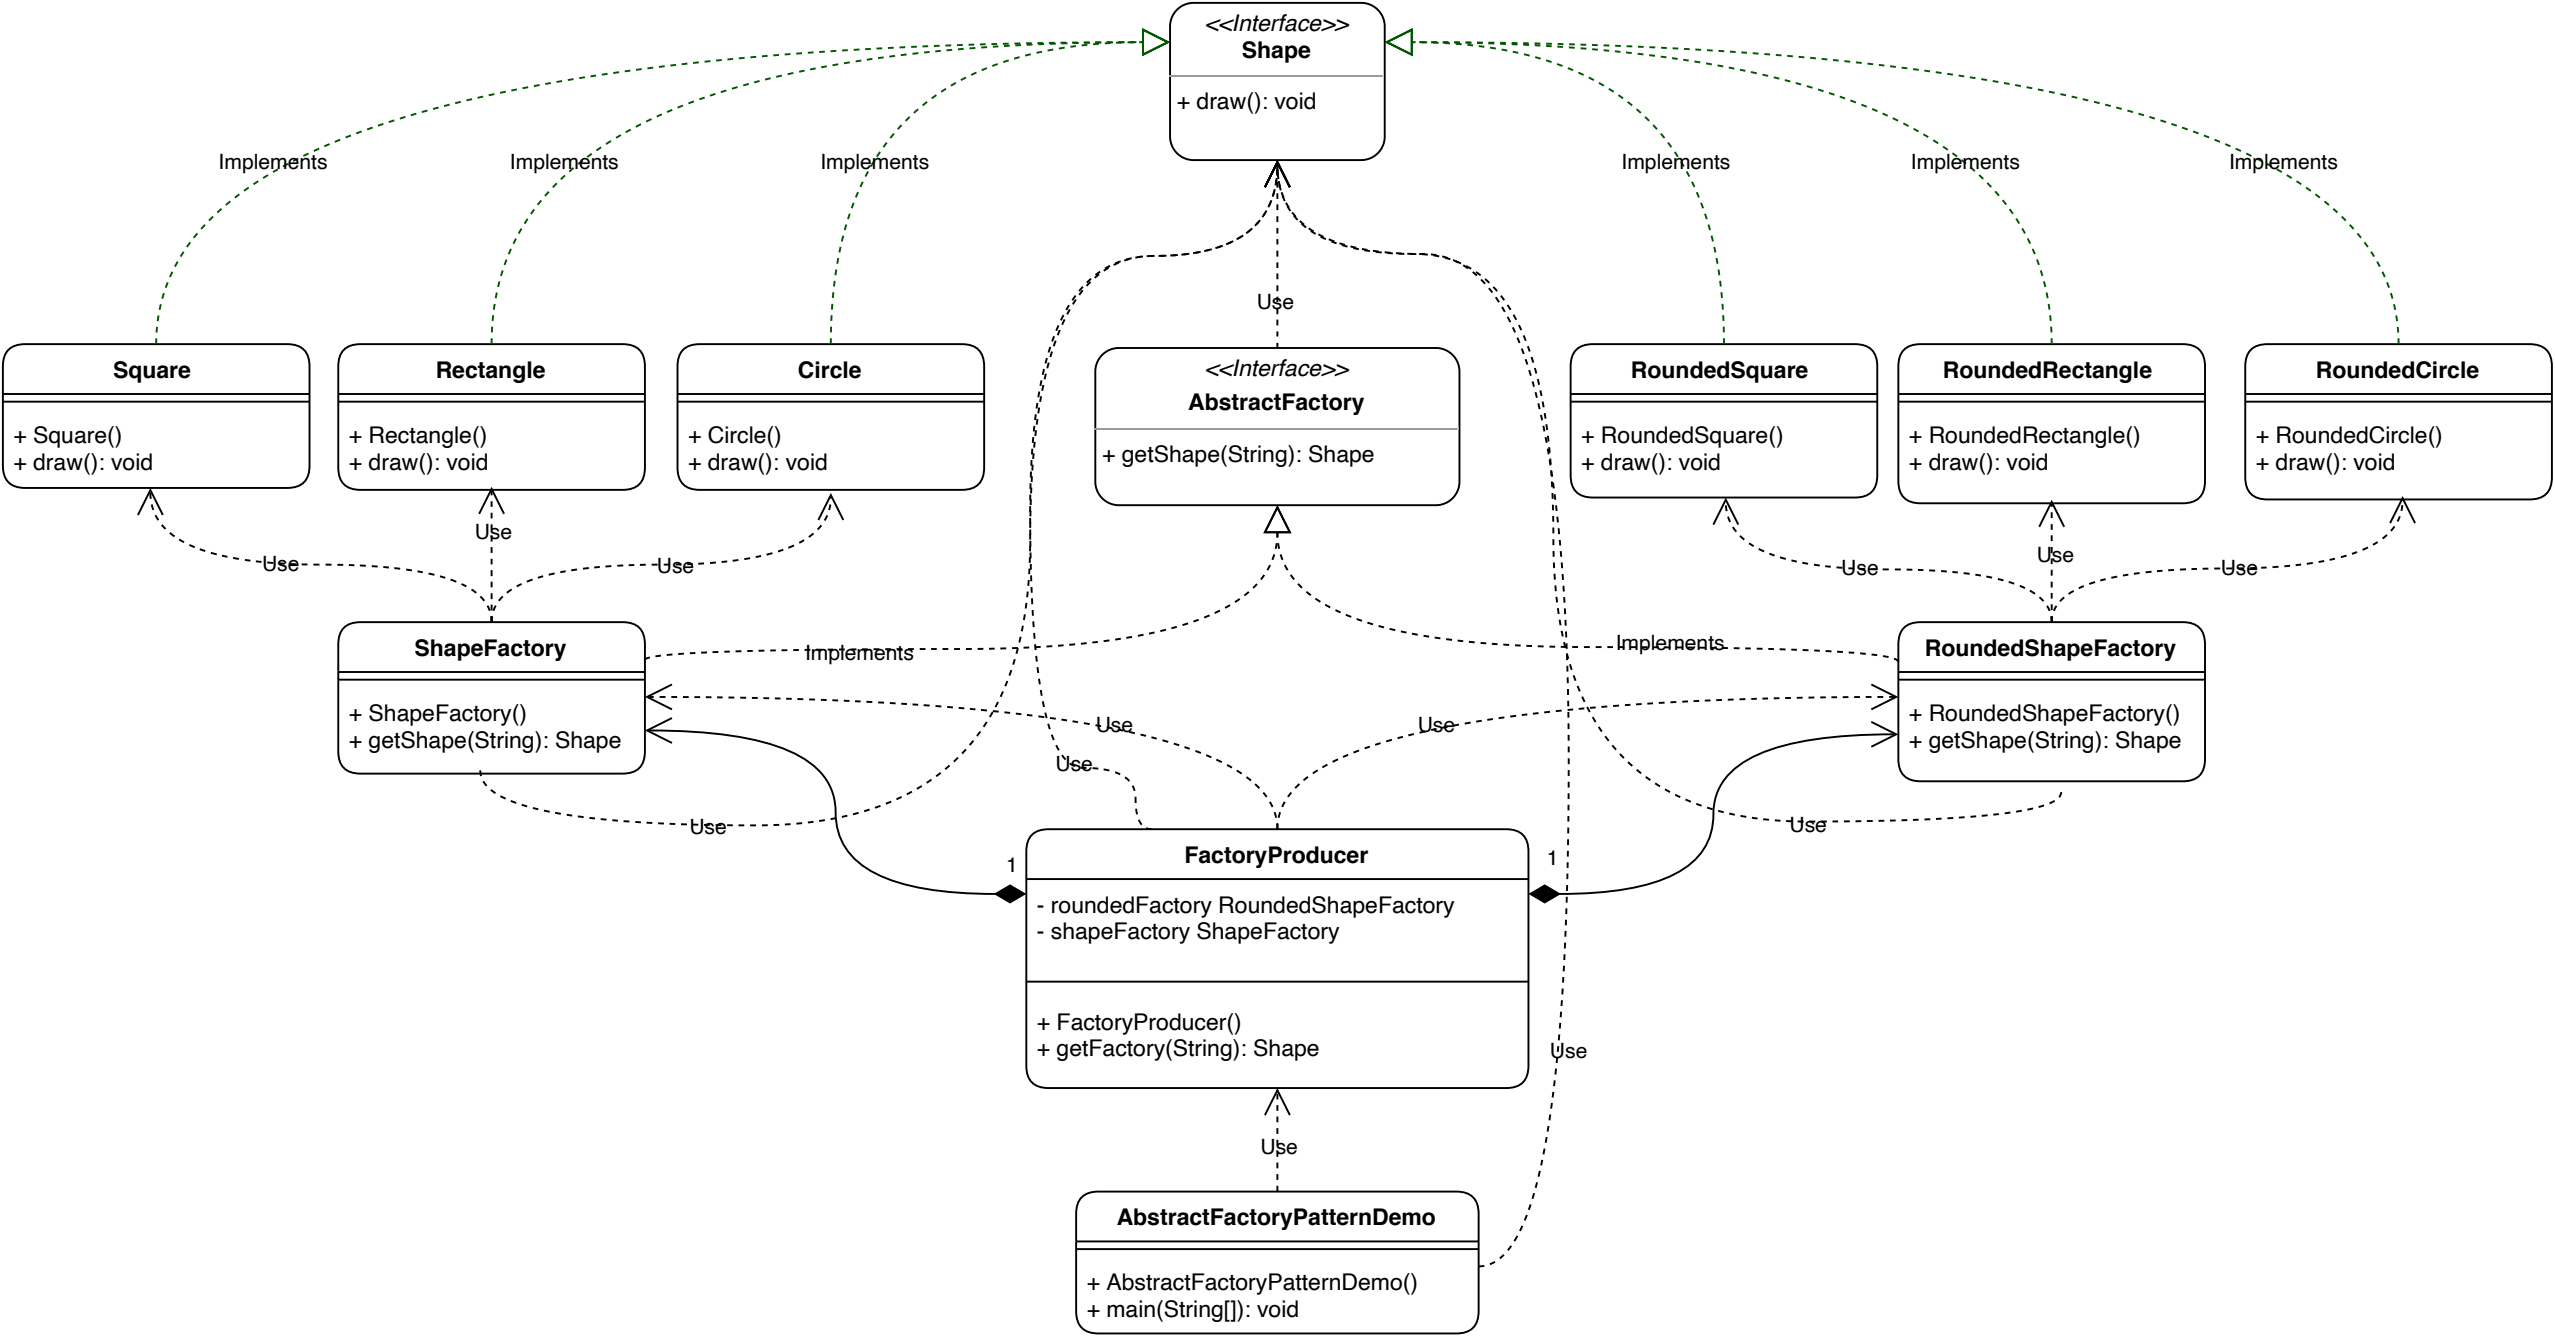 <<Interface>>
Shape
+ draw(): void
Implements
Implements
Implements
Implements
Implements
Implements
Use
Square
+ Square()
+ draw(): void
Rectangle
+ Rectangle()
+ draw(): void
Circle
+ Circle()
+ draw(): void
<<Interface>>
AbstractFactory
+ getShape(String): Shape
RoundedSquare
+ RoundedSquare()
+ draw(): void
RoundedRectangle
+ RoundedRectangle()
+ draw(): void
RoundedCircle
+ RoundedCircle()
+ draw(): void
Use
Use
Use
Use
Use
Use
ShapeFactory
+ ShapeFactory()
+ getShape(String): Shape
Implements
Implements
RoundedShapeFactory
+ RoundedShapeFactory()
+ getShape(String): Shape
Use
Use
Use
Use
Use
1
1
FactoryProducer
- roundedFactory RoundedShapeFactory
- shapeFactory ShapeFactory
+ FactoryProducer()
+ getFactory(String): Shape
Use
Use
AbstractFactoryPatternDemo
+ AbstractFactoryPatternDemo()
+ main(String[]): void